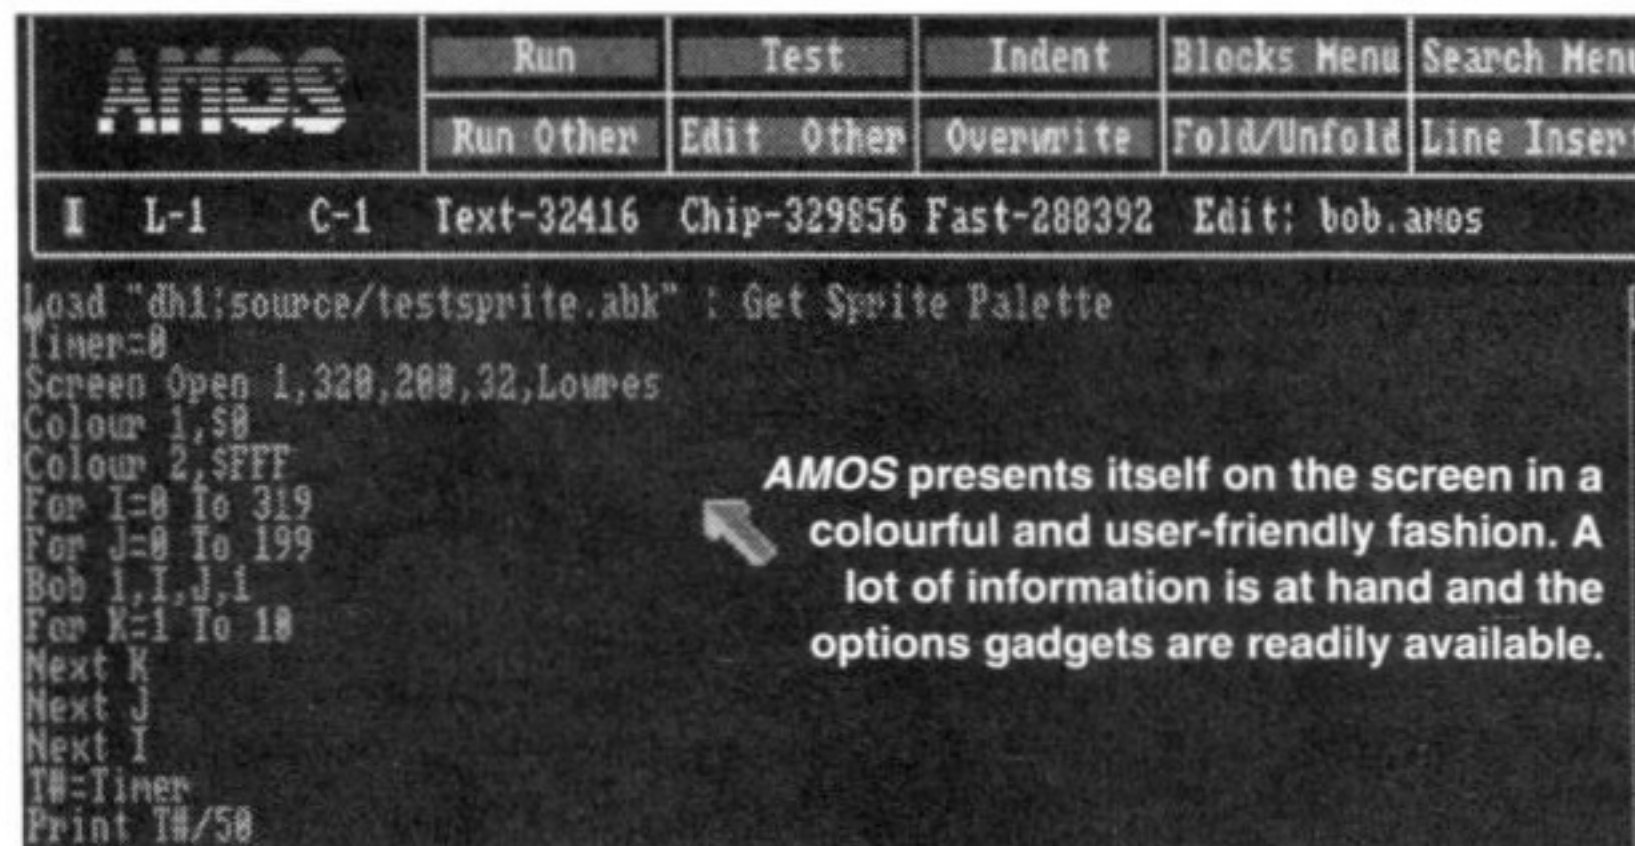 AMOS
Run Test Indent Blocks Menu Search Menu
Run Other Edit Other Overwrite Fold/Unfold Line Insert
I L-1 C-1 Text-32416 Chip-329856 Fast-288392 Edit: bob.amos
Load "dh1:source/testsprite.abk" : Get Sprite Palette
Timer=0
Screen Open 1,320,200,32,Lowres
Colour 1,$0
Colour 2,$FFF
For I=0 To 319
For J=0 To 199
Bob 1,I,J,1
For K=1 To 10
Next K
Next J
Next I
T#=Timer
Print T#/50
AMOS presents itself on the screen in a
colourful and user-friendly fashion. A
lot of information is at hand and the
options gadgets are readily available.